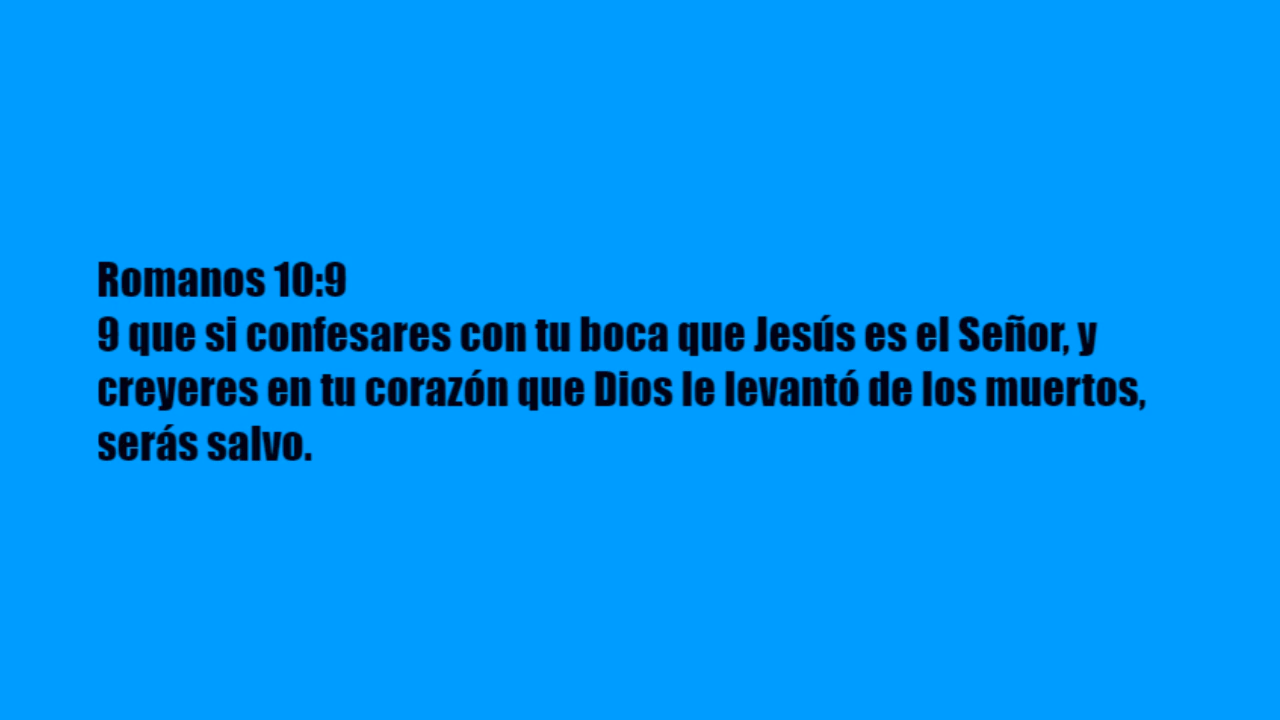 Romanos 10:9
9 que si confesares con tu boca que Jesús es el Señor, y
creyeres en tu corazón que Dios le levantó de los muertos,
serás salvo.